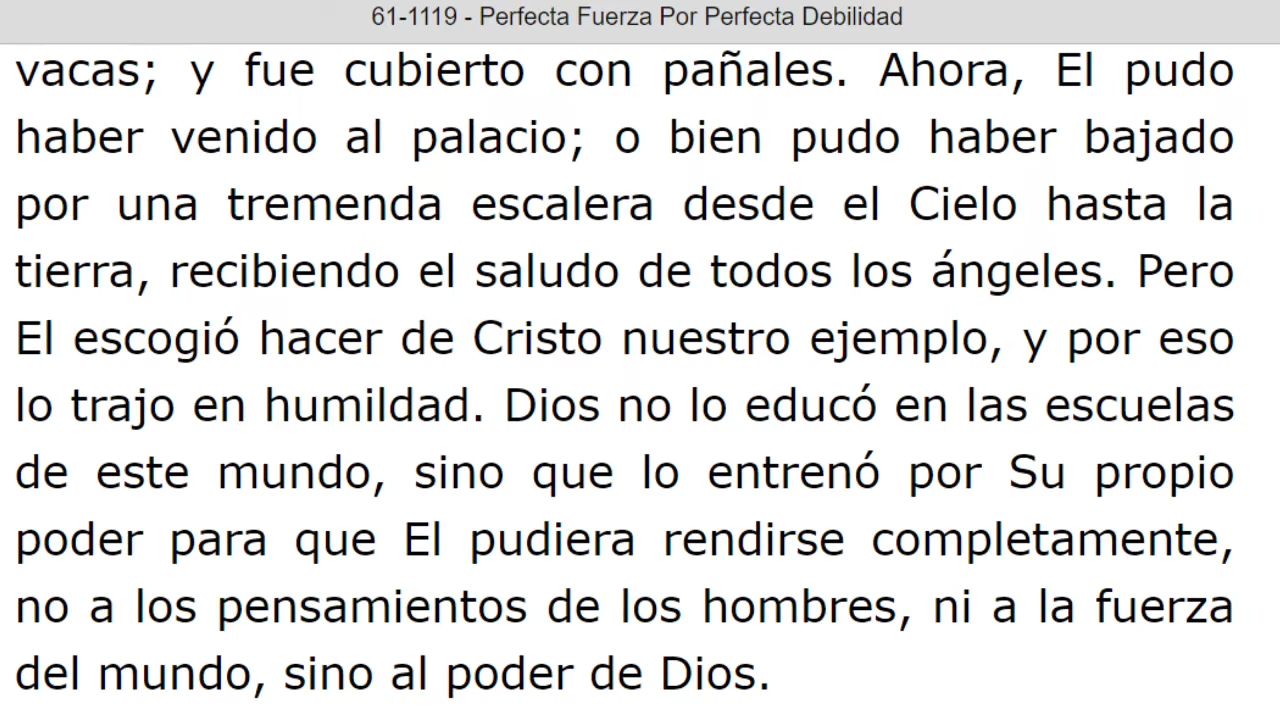 61-1119 - Perfecta Fuerza Por Perfecta Debilidad
vacas; y fue cubierto con pañales. Ahora, El pudo
haber venido al palacio; o bien pudo haber bajado
por una tremenda escalera desde el Cielo hasta la
tierra, recibiendo el saludo de todos los ángeles. Pero
El escogió hacer de Cristo nuestro ejemplo, y por eso
lo trajo en humildad. Dios no lo educó en las escuelas
de este mundo, sino que lo entrenó por Su propio
poder para que El pudiera rendirse completamente,
no a los pensamientos de los hombres, ni a la fuerza
del mundo, sino al poder de Dios.